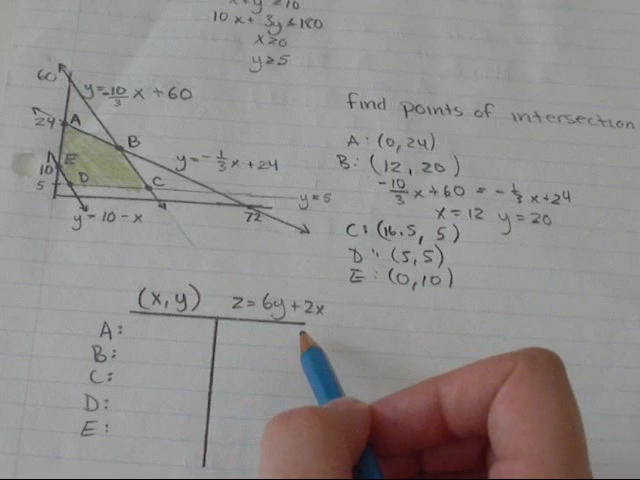 x+y ≥ 10
10x + 3y ≤ 180
x ≥ 0
y ≥ 5
60
y=-10/3 x + 60
24
A
B
y = -1/3 x + 24
E
10
D
C
5
y = 5
y = 10 - x
72
find points of intersection
A: (0, 24)
B: (12, 20)
-10/3 x + 60 = -1/3 x + 24
x = 12 y = 20
C: (16.5, 5)
D: (5, 5)
E: (0, 10)
(x, y) z = 6y + 2x
A:
B:
C:
D:
E: